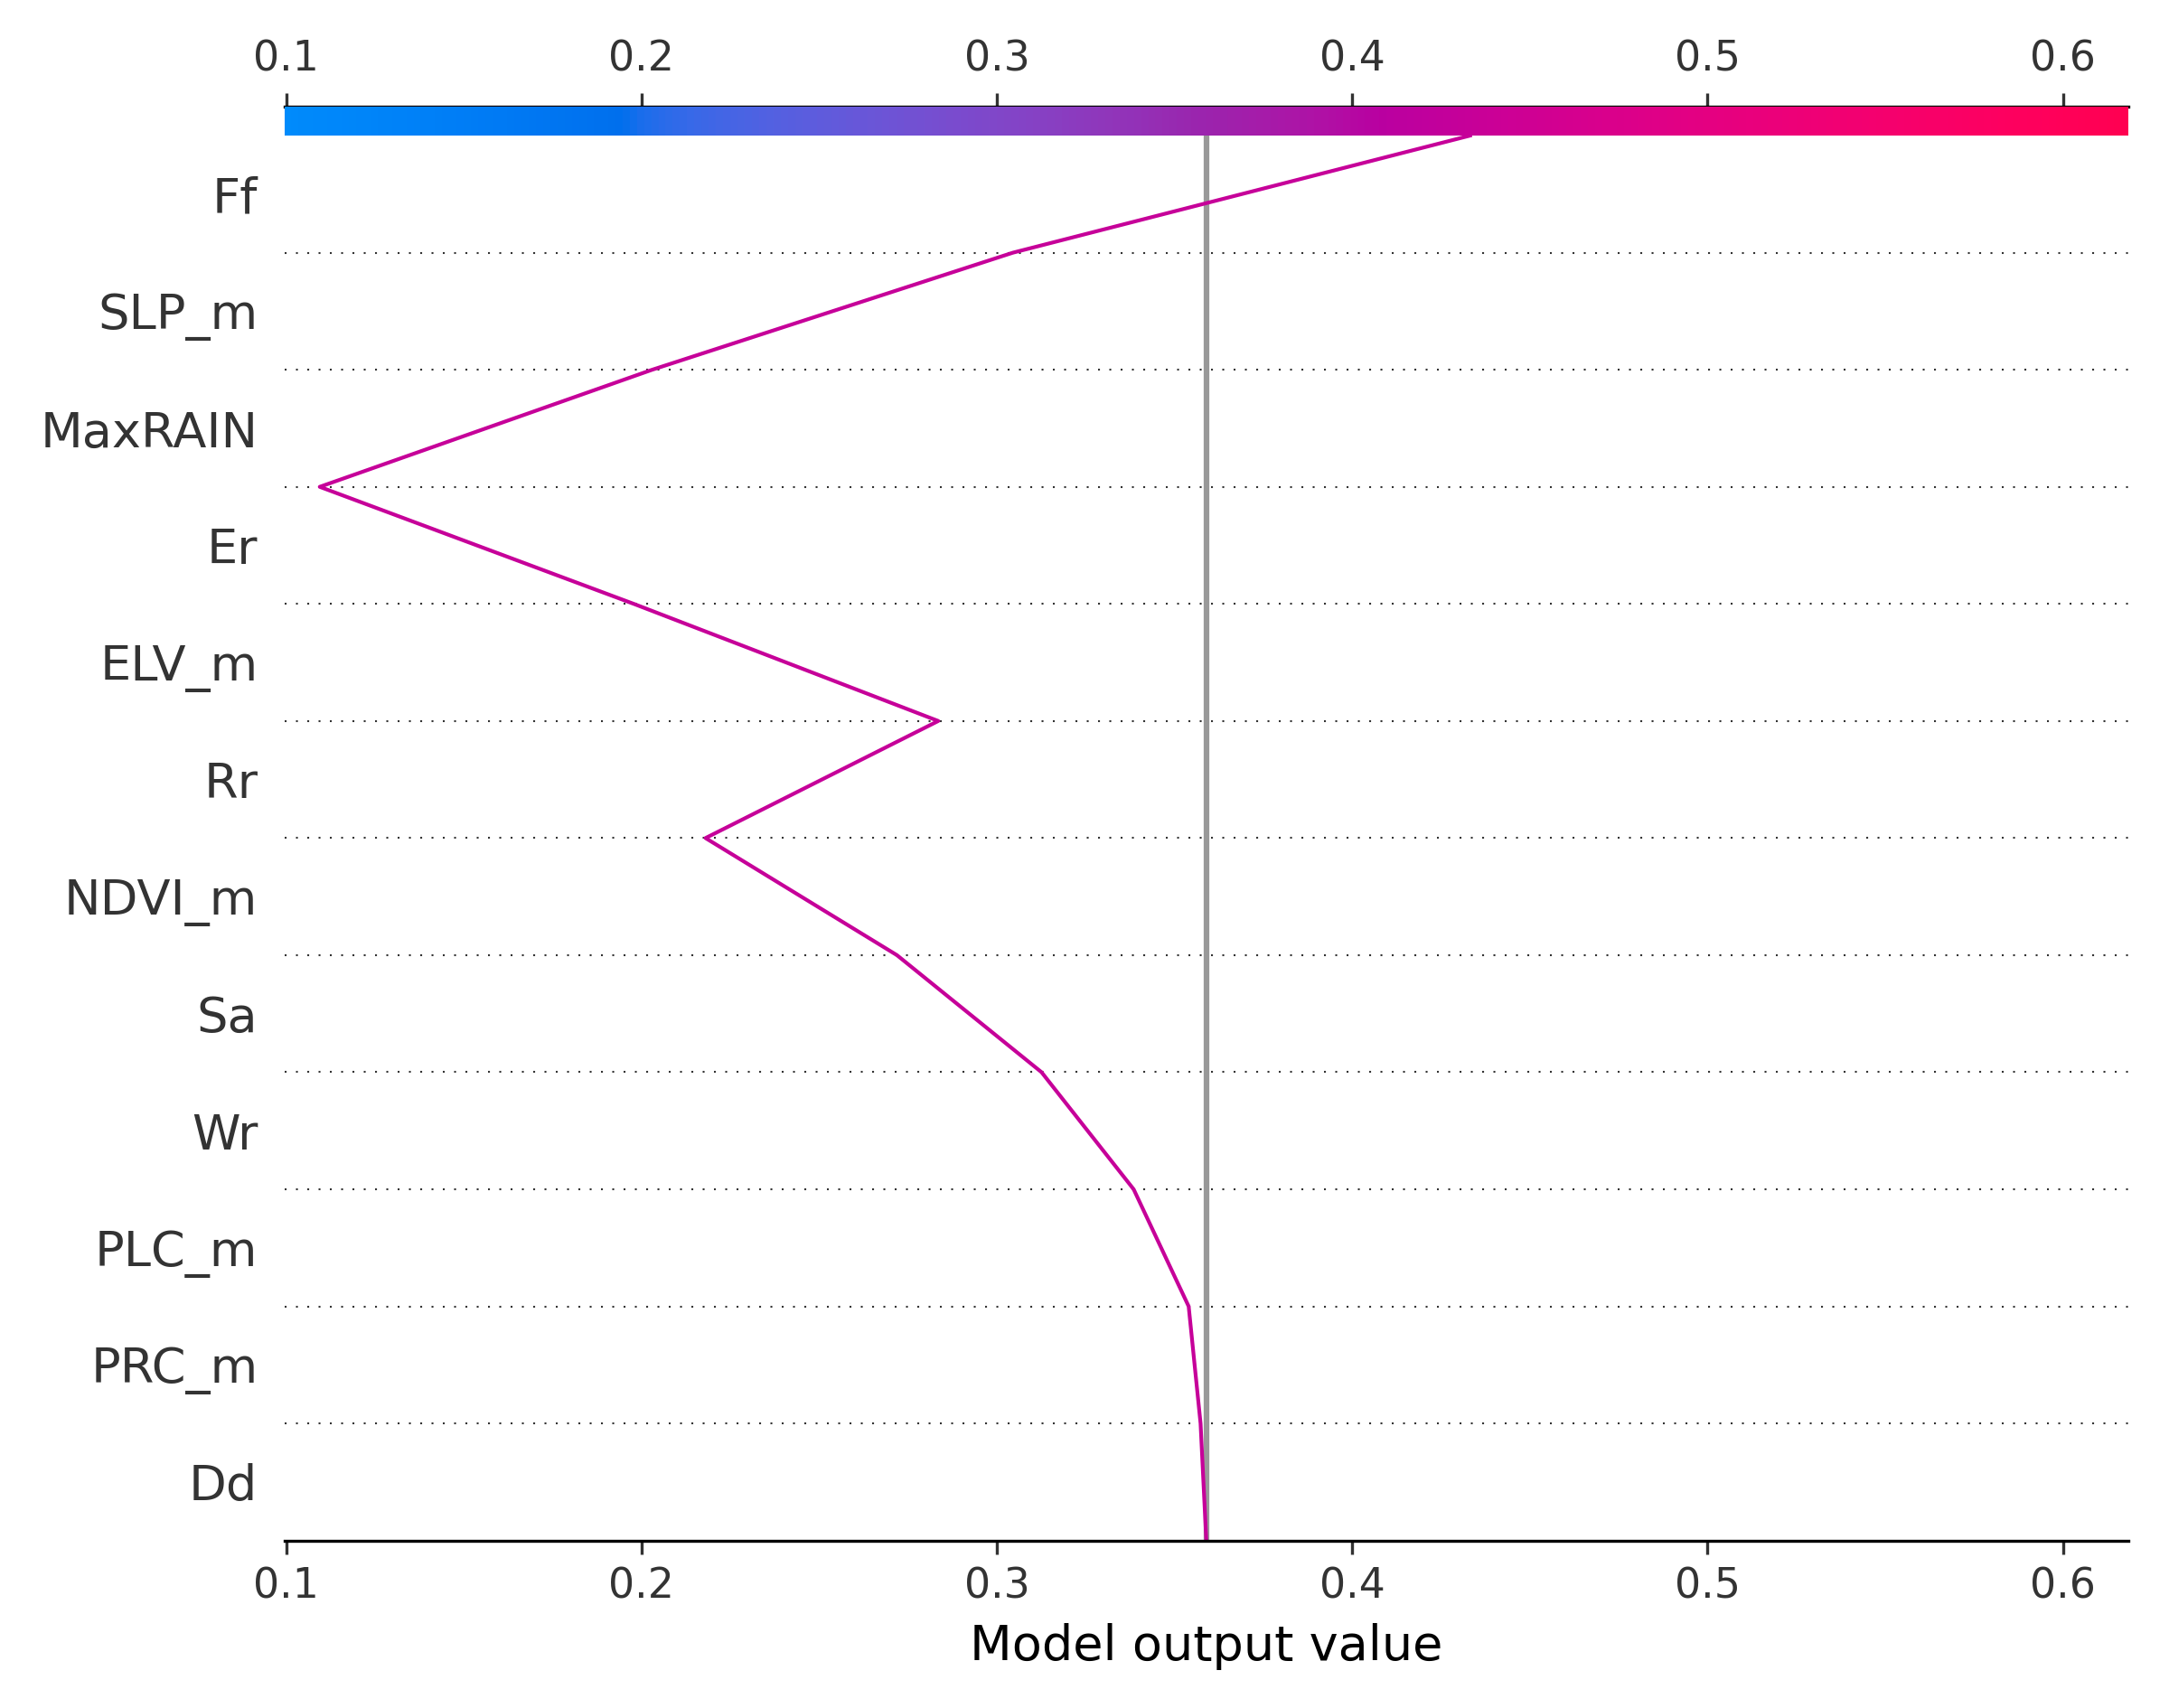 0.1 0.2 0.3 0.4 0.5 0.6
Ff
SLP_m
MaxRAIN
Er
ELV_m
Rr
NDVI_m
Sa
Wr
PLC_m
PRC_m
Dd
0.1 0.2 0.3 0.4 0.5 0.6
Model output value